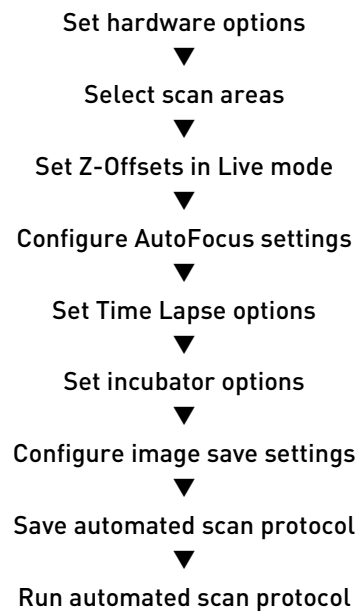 Set hardware options
▼
Select scan areas
▼
Set Z-Offsets in Live mode
▼
Configure AutoFocus settings
▼
Set Time Lapse options
▼
Set incubator options
▼
Configure image save settings
▼
Save automated scan protocol
▼
Run automated scan protocol